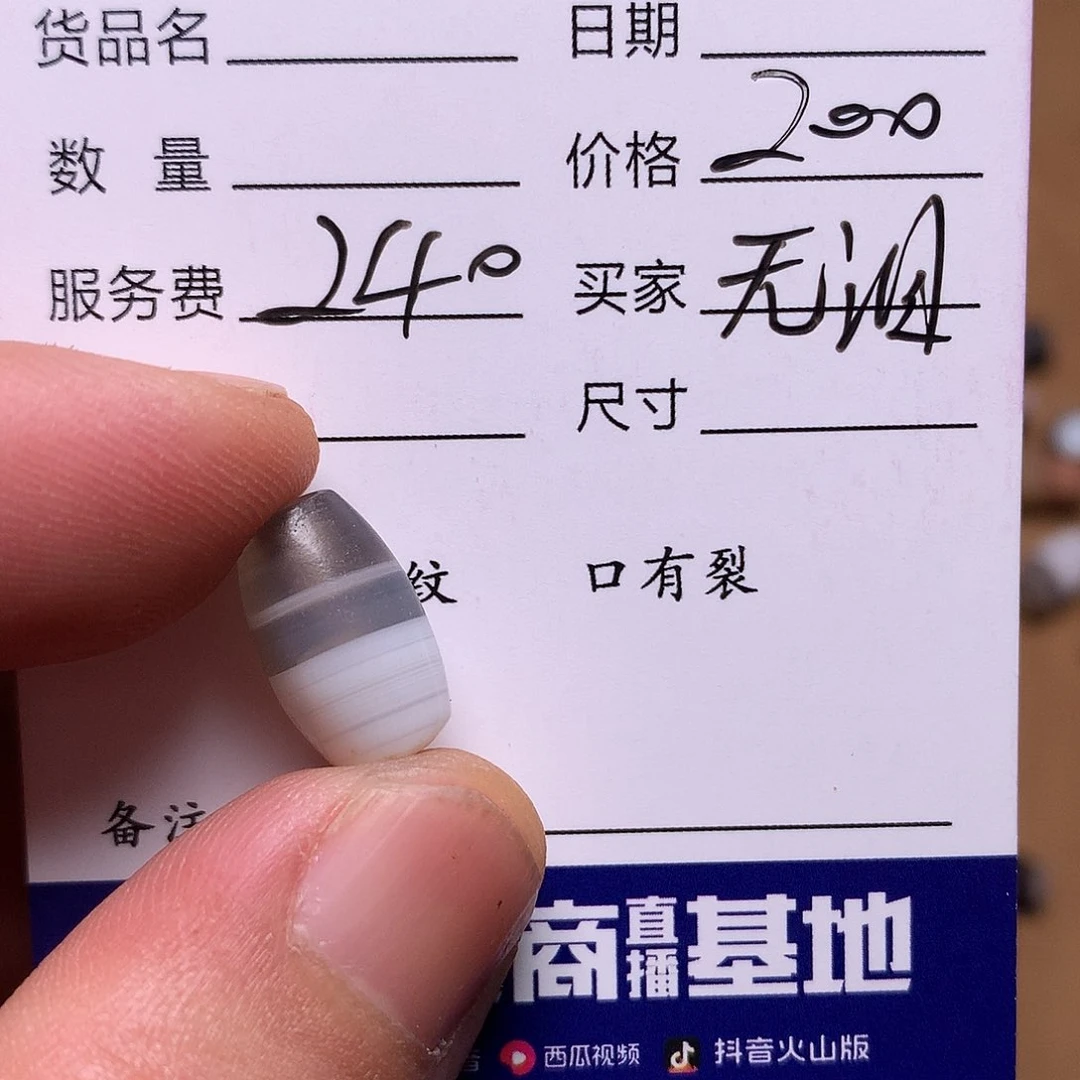 货品名 日期
数 量 价格 200
服务费 240 买家 无泪
尺寸
纹 口有裂
备注
商直播基地
音 西瓜视频 抖音火山版